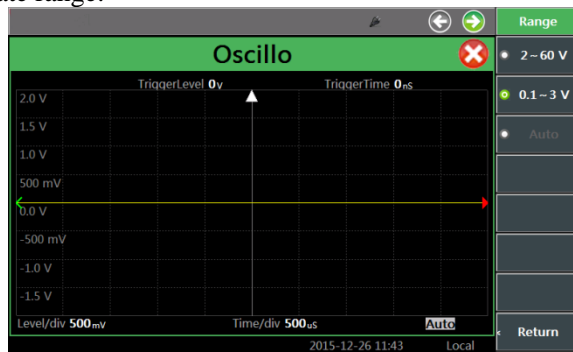 ate range.
Range
Oscillo
2~60 V
TriggerLevel 0v
TriggerTime 0nS
0.1~3 V
2.0 V
1.5 V
Auto
1.0 V
500 mV
0.0 V
-500 mV
-1.0 V
-1.5 V
Level/div 500mV
Time/div 500uS
Auto
Return
2015-12-26 11:43
Local